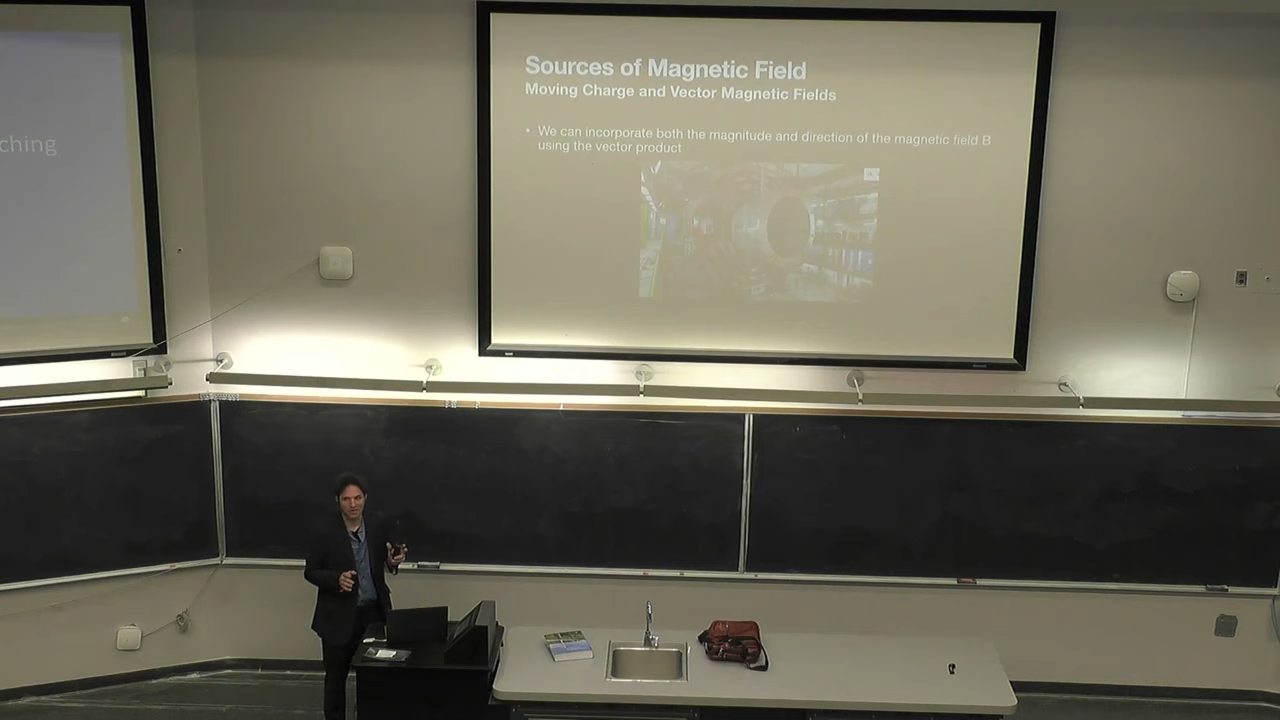 ching
Sources of Magnetic Field
Moving Charge and Vector Magnetic Fields
• We can incorporate both the magnitude and direction of the magnetic field B
using the vector product